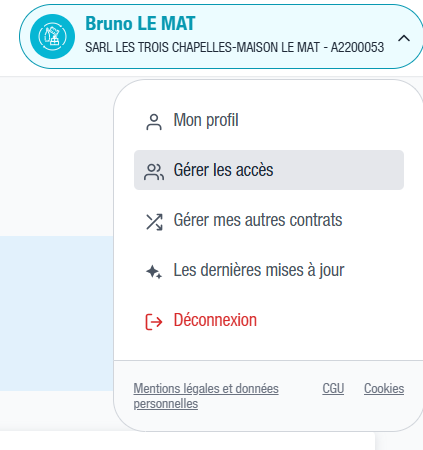 Bruno LE MAT
SARL LES TROIS CHAPELLES-MAISON LE MAT - A2200053
Mon profil
Gérer les accès
Gérer mes autres contrats
Les dernières mises à jour
Déconnexion
Mentions légales et données
personnelles
CGU
Cookies